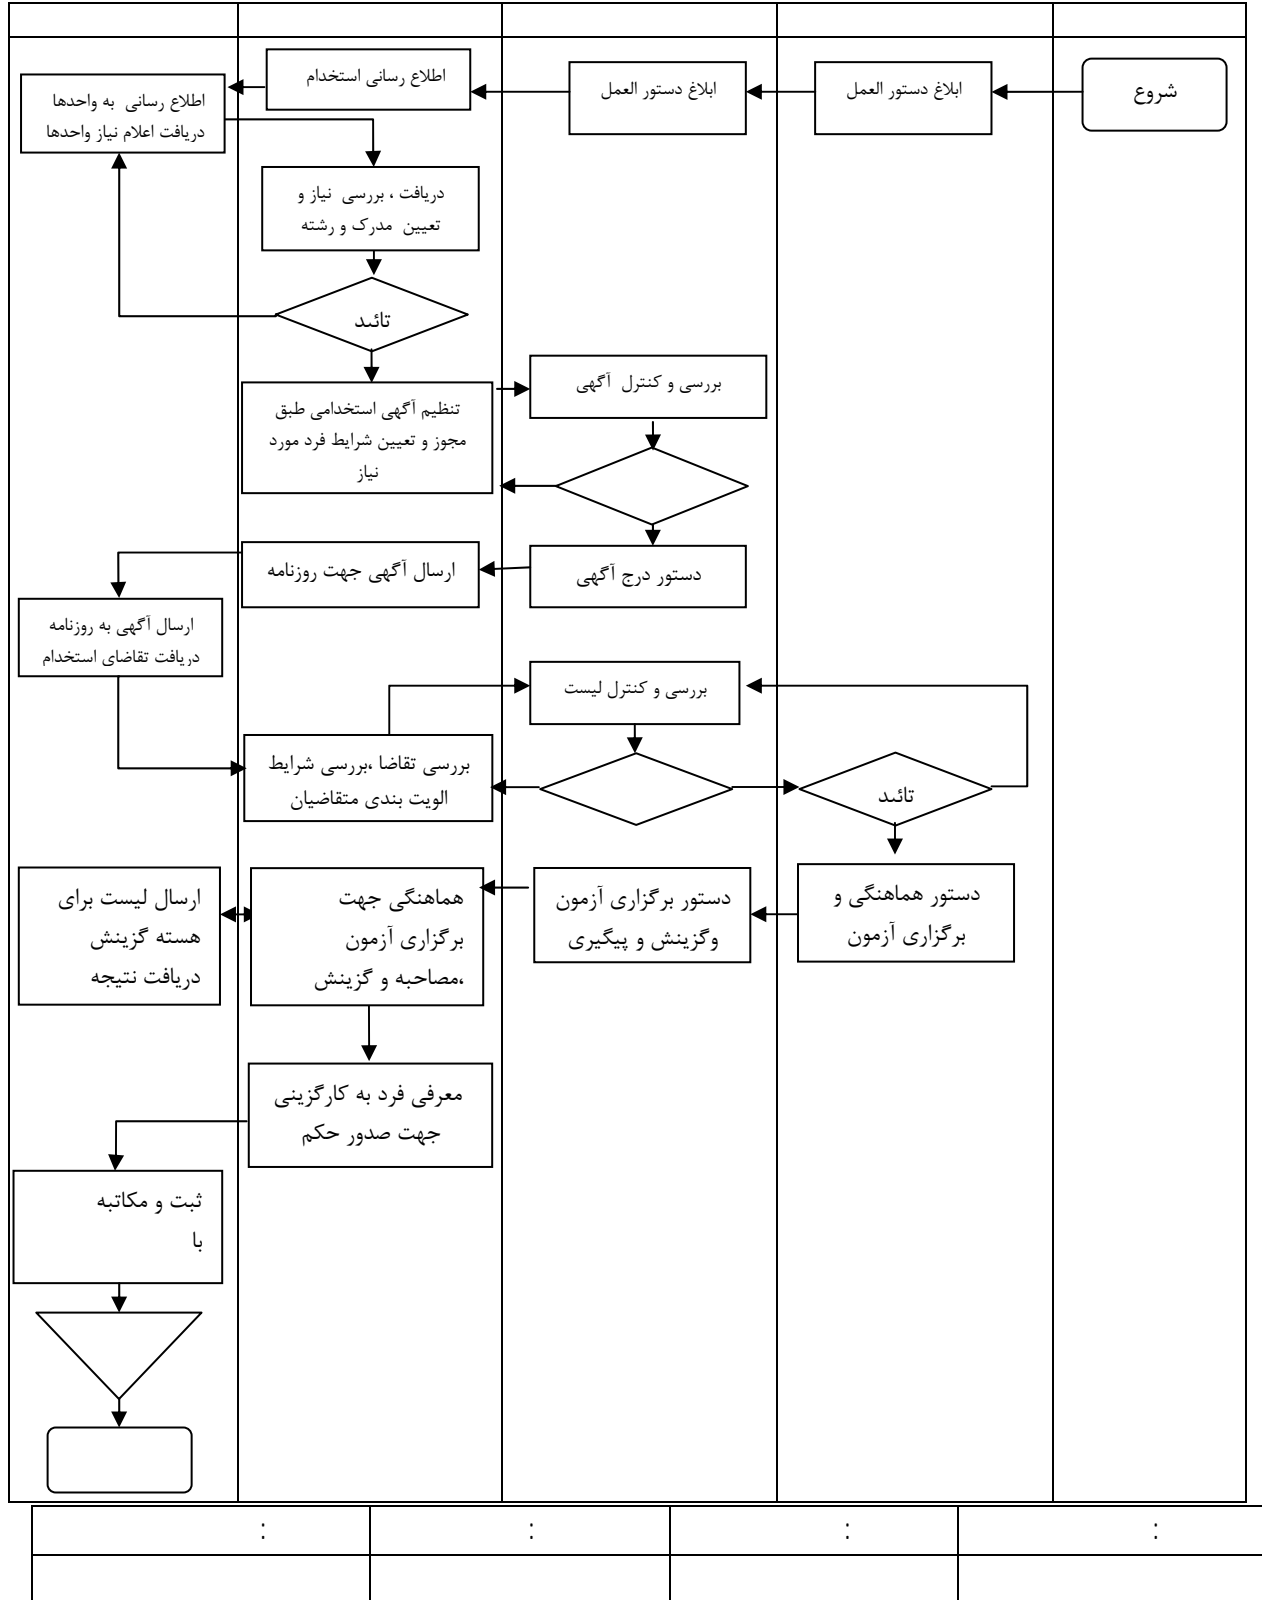 شروع
ابلاغ دستور العمل
ابلاغ دستور العمل
اطلاع رسانی استخدام
اطلاع رسانی به واحدها
دریافت اعلام نیاز واحدها
دریافت ، بررسی نیاز و
تعیین مدرک و رشته
تائید
بررسی و کنترل آگهی
تنظیم آگهی استخدامی طبق
مجوز و تعیین شرایط فرد مورد
نیاز
دستور درج آگهی
ارسال آگهی جهت روزنامه
ارسال آگهی به روزنامه
دریافت تقاضای استخدام
بررسی و کنترل لیست
بررسی تقاضا ،بررسی شرایط
الویت بندی متقاضیان
تائید
دستور هماهنگی و
برگزاری آزمون
دستور برگزاری آزمون
وگزینش و پیگیری
هماهنگی جهت
برگزاری آزمون
،مصاحبه و گزینش
ارسال لیست برای
هسته گزینش
دریافت نتیجه
معرفی فرد به کارگزینی
جهت صدور حکم
ثبت و مکاتبه
با
: : : :